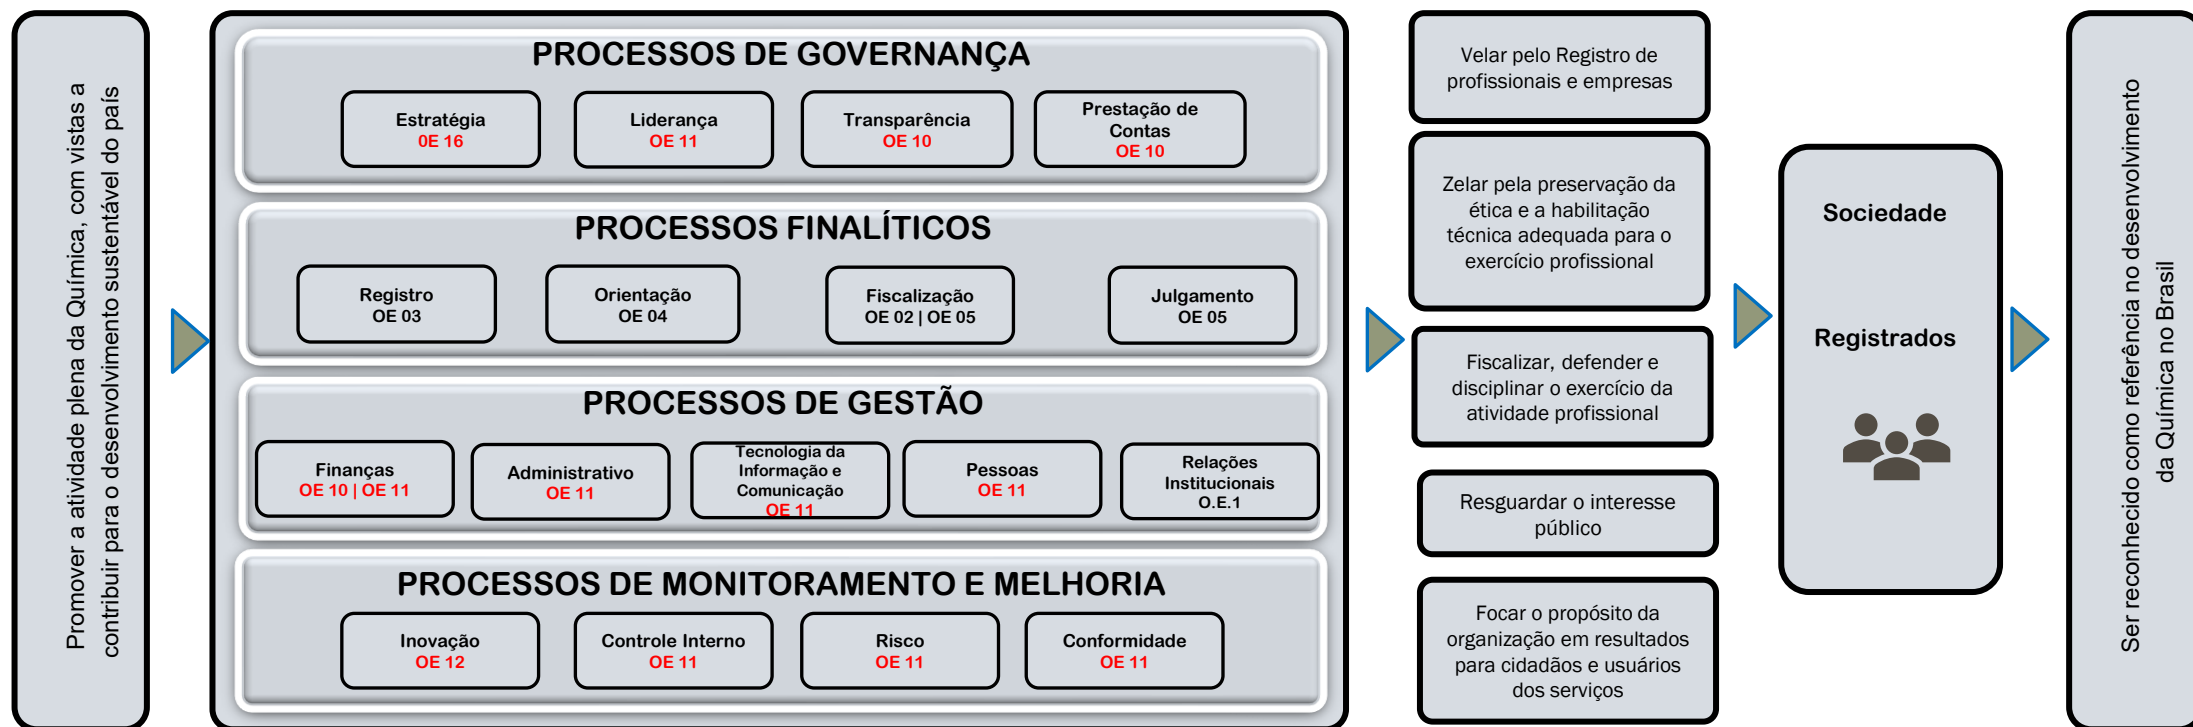 Promover a atividade plena da Química, com vistas a
contribuir para o desenvolvimento sustentável do país
PROCESSOS DE GOVERNANÇA
Estratégia
0E 16
Liderança
OE 11
Transparência
OE 10
Prestação de
Contas
OE 10
PROCESSOS FINALÍTICOS
Registro
OE 03
Orientação
OE 04
Fiscalização
OE 02 | OE 05
Julgamento
OE 05
PROCESSOS DE GESTÃO
Finanças
OE 10 | OE 11
Administrativo
OE 11
Tecnologia da
Informação e
Comunicação
OE 11
Pessoas
OE 11
Relações
Institucionais
O.E.1
PROCESSOS DE MONITORAMENTO E MELHORIA
Inovação
OE 12
Controle Interno
OE 11
Risco
OE 11
Conformidade
OE 11
Velar pelo Registro de
profissionais e empresas
Zelar pela preservação da
ética e a habilitação
técnica adequada para o
exercício profissional
Fiscalizar, defender e
disciplinar o exercício da
atividade profissional
Resguardar o interesse
público
Focar o propósito da
organização em resultados
para cidadãos e usuários
dos serviços
Sociedade
Registrados
Ser reconhecido como referência no desenvolvimento
da Química no Brasil